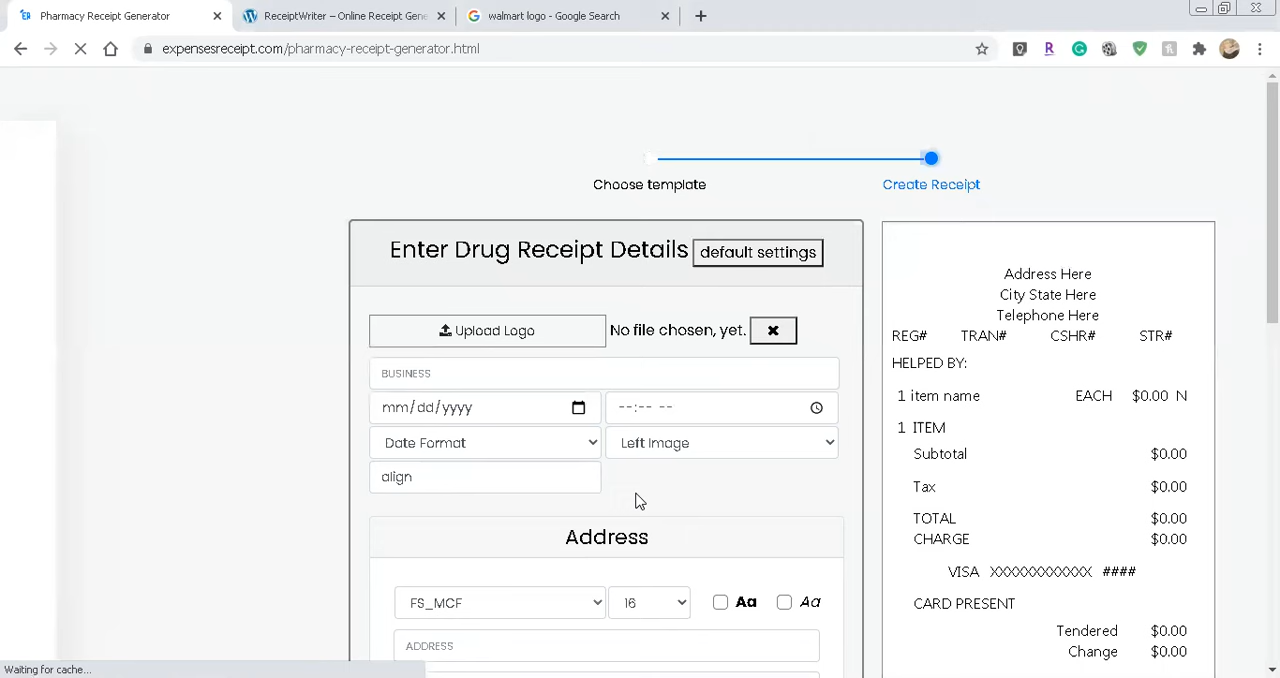 Pharmacy Receipt Generator
ReceiptWriter – Online Receipt Gene
walmart logo - Google Search
expensesreceipt.com/pharmacy-receipt-generator.html
Choose template
Create Receipt
Enter Drug Receipt Details
default settings
Upload Logo
No file chosen, yet.
BUSINESS
mm/dd/yyyy
--:-- --
Date Format
Left Image
align
Address
FS_MCF
16
Aa
Aa
ADDRESS
Address Here
City State Here
Telephone Here
REG# TRAN# CSHR# STR#
HELPED BY:
1 item name EACH $0.00 N
1 ITEM
Subtotal $0.00
Tax $0.00
TOTAL $0.00
CHARGE $0.00
VISA XXXXXXXXXXXX ####
CARD PRESENT
Tendered $0.00
Change $0.00
Waiting for cache...